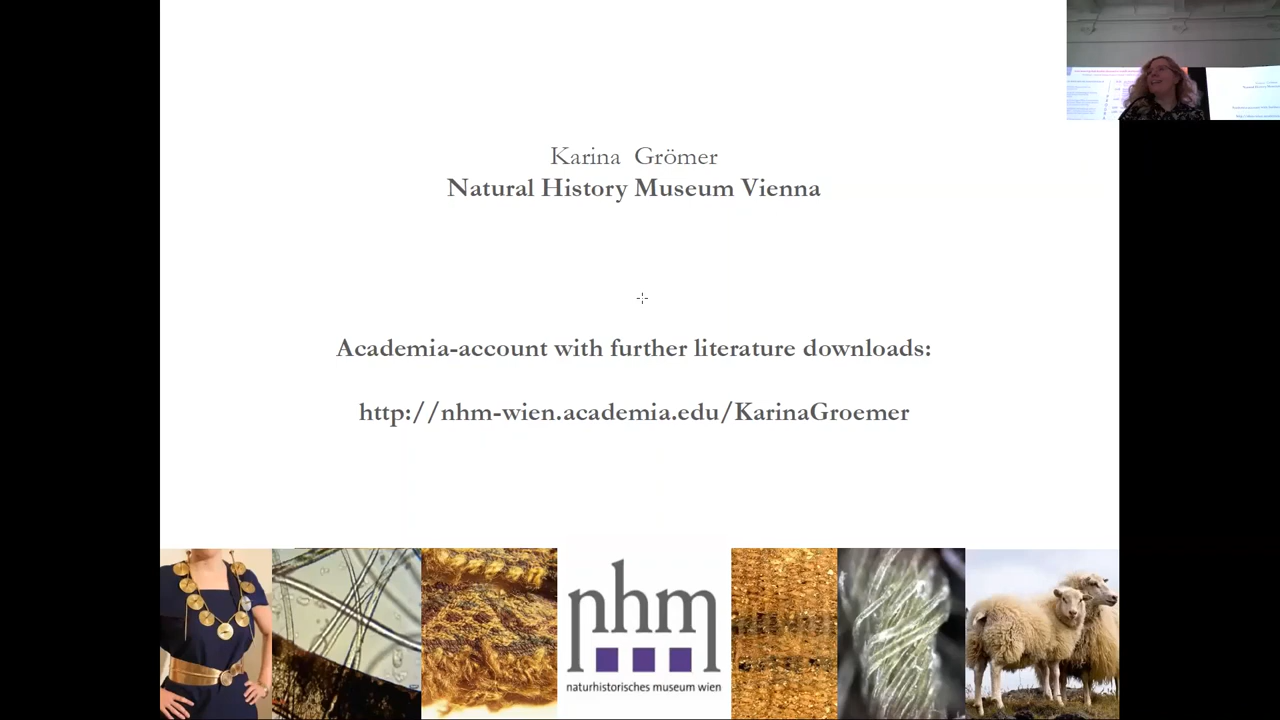 Karina Grömer
Natural History Museum Vienna
Academia-account with further literature downloads:
http://nhm-wien.academia.edu/KarinaGroemer
nhm
naturhistorisches museum wien